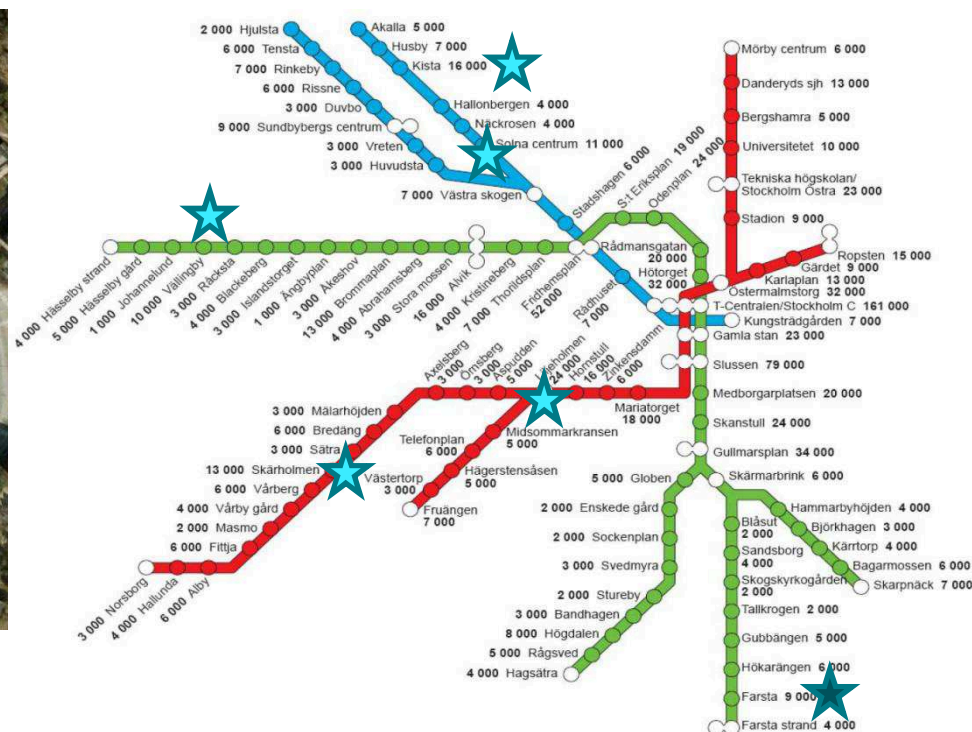 2 000 Hjulsta
6 000 Tensta
7 000 Rinkeby
6 000 Rissne
3 000 Duvbo
9 000 Sundbybergs centrum
3 000 Vreten
3 000 Huvudsta
7 000 Västra skogen
Akalla 5 000
Husby 7 000
Kista 16 000
Hallonbergen 4 000
Näckrosen 4 000
Solna centrum 11 000
Stadshagen 6 000
S:t Eriksplan 19 000
Odenplan 24 000
Rådmansgatan
20 000
Hötorget
32 000
Mörby centrum 6 000
Danderyds sjh 13 000
Bergshamra 5 000
Universitetet 10 000
Tekniska högskolan/
Stockholm Östra 23 000
Stadion 9 000
Ropsten 15 000
Gärdet 9 000
Karlaplan 13 000
Östermalmstorg 32 000
T-Centralen/Stockholm C 161 000
Kungsträdgården 7 000
Gamla stan 23 000
Slussen 79 000
Medborgarplatsen 20 000
Skanstull 24 000
Gullmarsplan 34 000
Skärmarbrink 6 000
4 000 Hässelby strand
5 000 Hässelby gård
1 000 Johannelund
10 000 Vällingby
3 000 Råcksta
4 000 Blackeberg
3 000 Islandstorget
1 000 Ängbyplan
3 000 Åkeshov
13 000 Brommaplan
4 000 Abrahamsberg
3 000 Stora mossen
16 000 Alvik
4 000 Kristineberg
7 000 Thorildsplan
Fridhemsplan
52 000
Rådhuset
7 000
Axelsberg
3 000
Örnsberg
3 000
Aspudden
5 000
24 000
Hornstull
16 000
Zinkensdamm
6 000
Mariatorget
18 000
3 000 Mälarhöjden
6 000 Bredäng
3 000 Sätra
13 000 Skärholmen
6 000 Vårberg
4 000 Vårby gård
2 000 Masmo
6 000 Fittja
3 000 Norsborg
4 000 Hallunda
6 000 Alby
Midsommarkransen
5 000
Telefonplan
6 000
Hägerstensåsen
5 000
Västertorp
3 000
Fruängen
7 000
5 000 Globen
2 000 Enskede gård
2 000 Sockenplan
3 000 Svedmyra
2 000 Stureby
3 000 Bandhagen
8 000 Högdalen
5 000 Rågsved
4 000 Hagsätra
Hammarbyhöjden 4 000
Björkhagen 3 000
Kärrtorp 4 000
Bagarmossen 6 000
Skarpnäck 7 000
Blåsut
2 000
Sandsborg
4 000
Skogskyrkogården
2 000
Tallkrogen 2 000
Gubbängen 5 000
Hökarängen 6 000
Farsta 9 000
Farsta strand 4 000